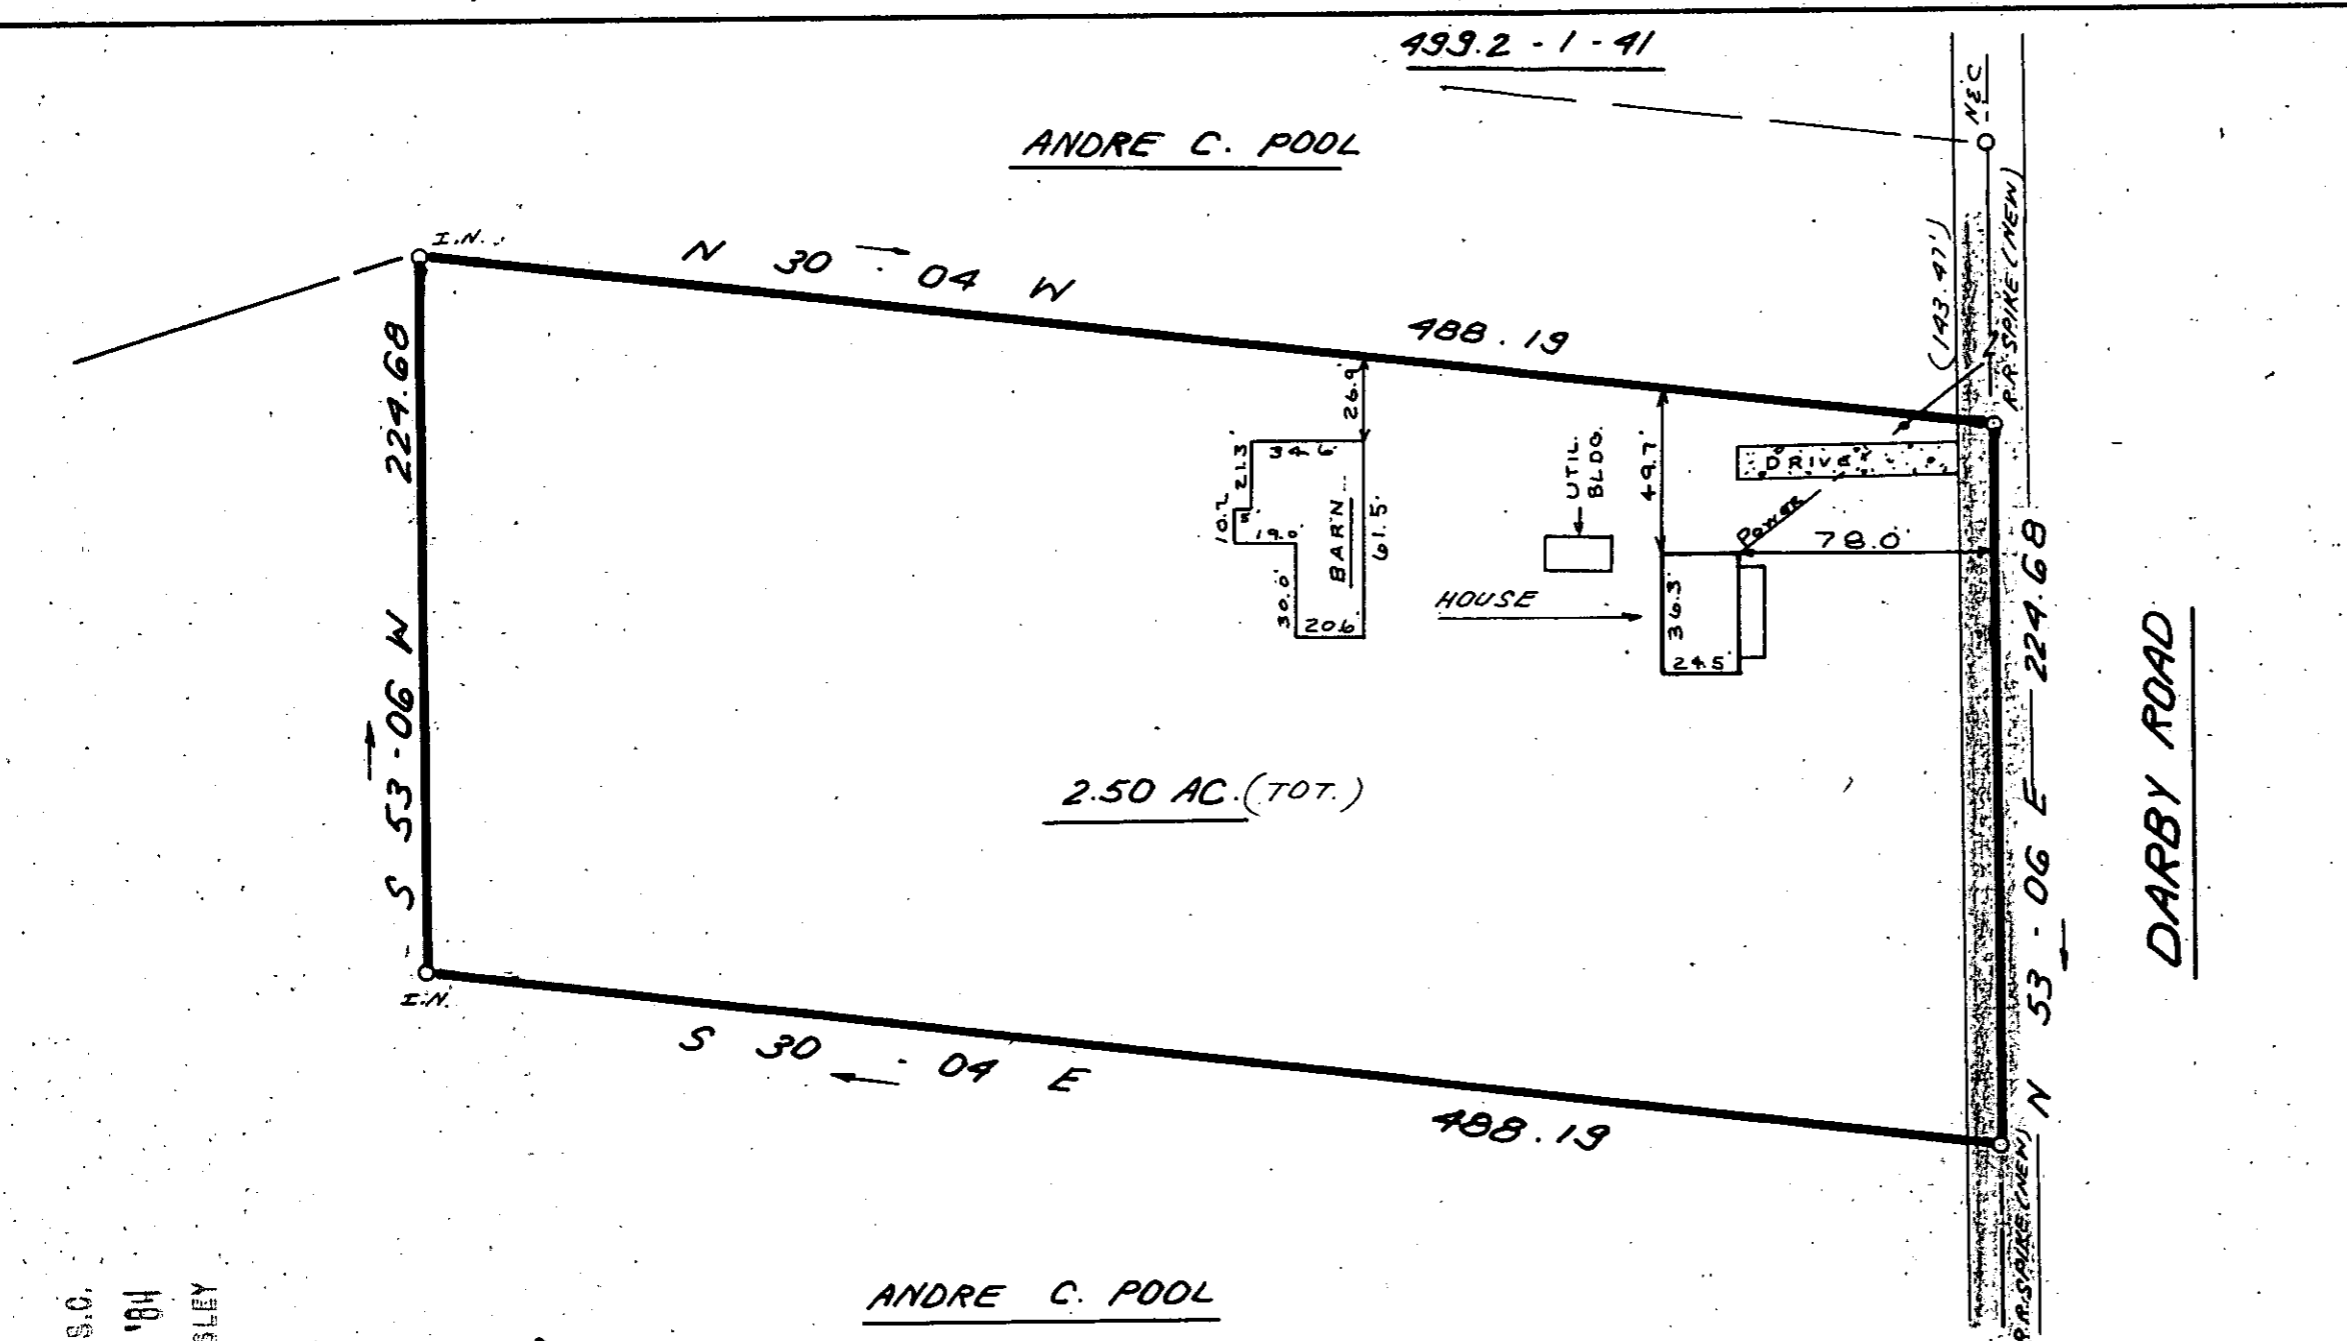 499.2 - 1 - 41
ANDRE C. POOL
N&C
R.R. SPIKE (NEW)
(143.47')
I.N.
N 30 - 04 W
488.19
224.68
S 53 - 06 W
26.9'
34.6'
21.3'
10.2
19.0'
BARN
61.5'
30.0'
20.6'
UTIL.
BLDG.
49.7'
DRIVE
Power
78.0'
HOUSE
36.3'
24.5'
N 53 - 06 E 224.68
DARBY ROAD
2.50 AC. (TOT.)
I.N.
S 30 - 04 E
488.19
R.R. SPIKE (NEW)
ANDRE C. POOL
S.C.